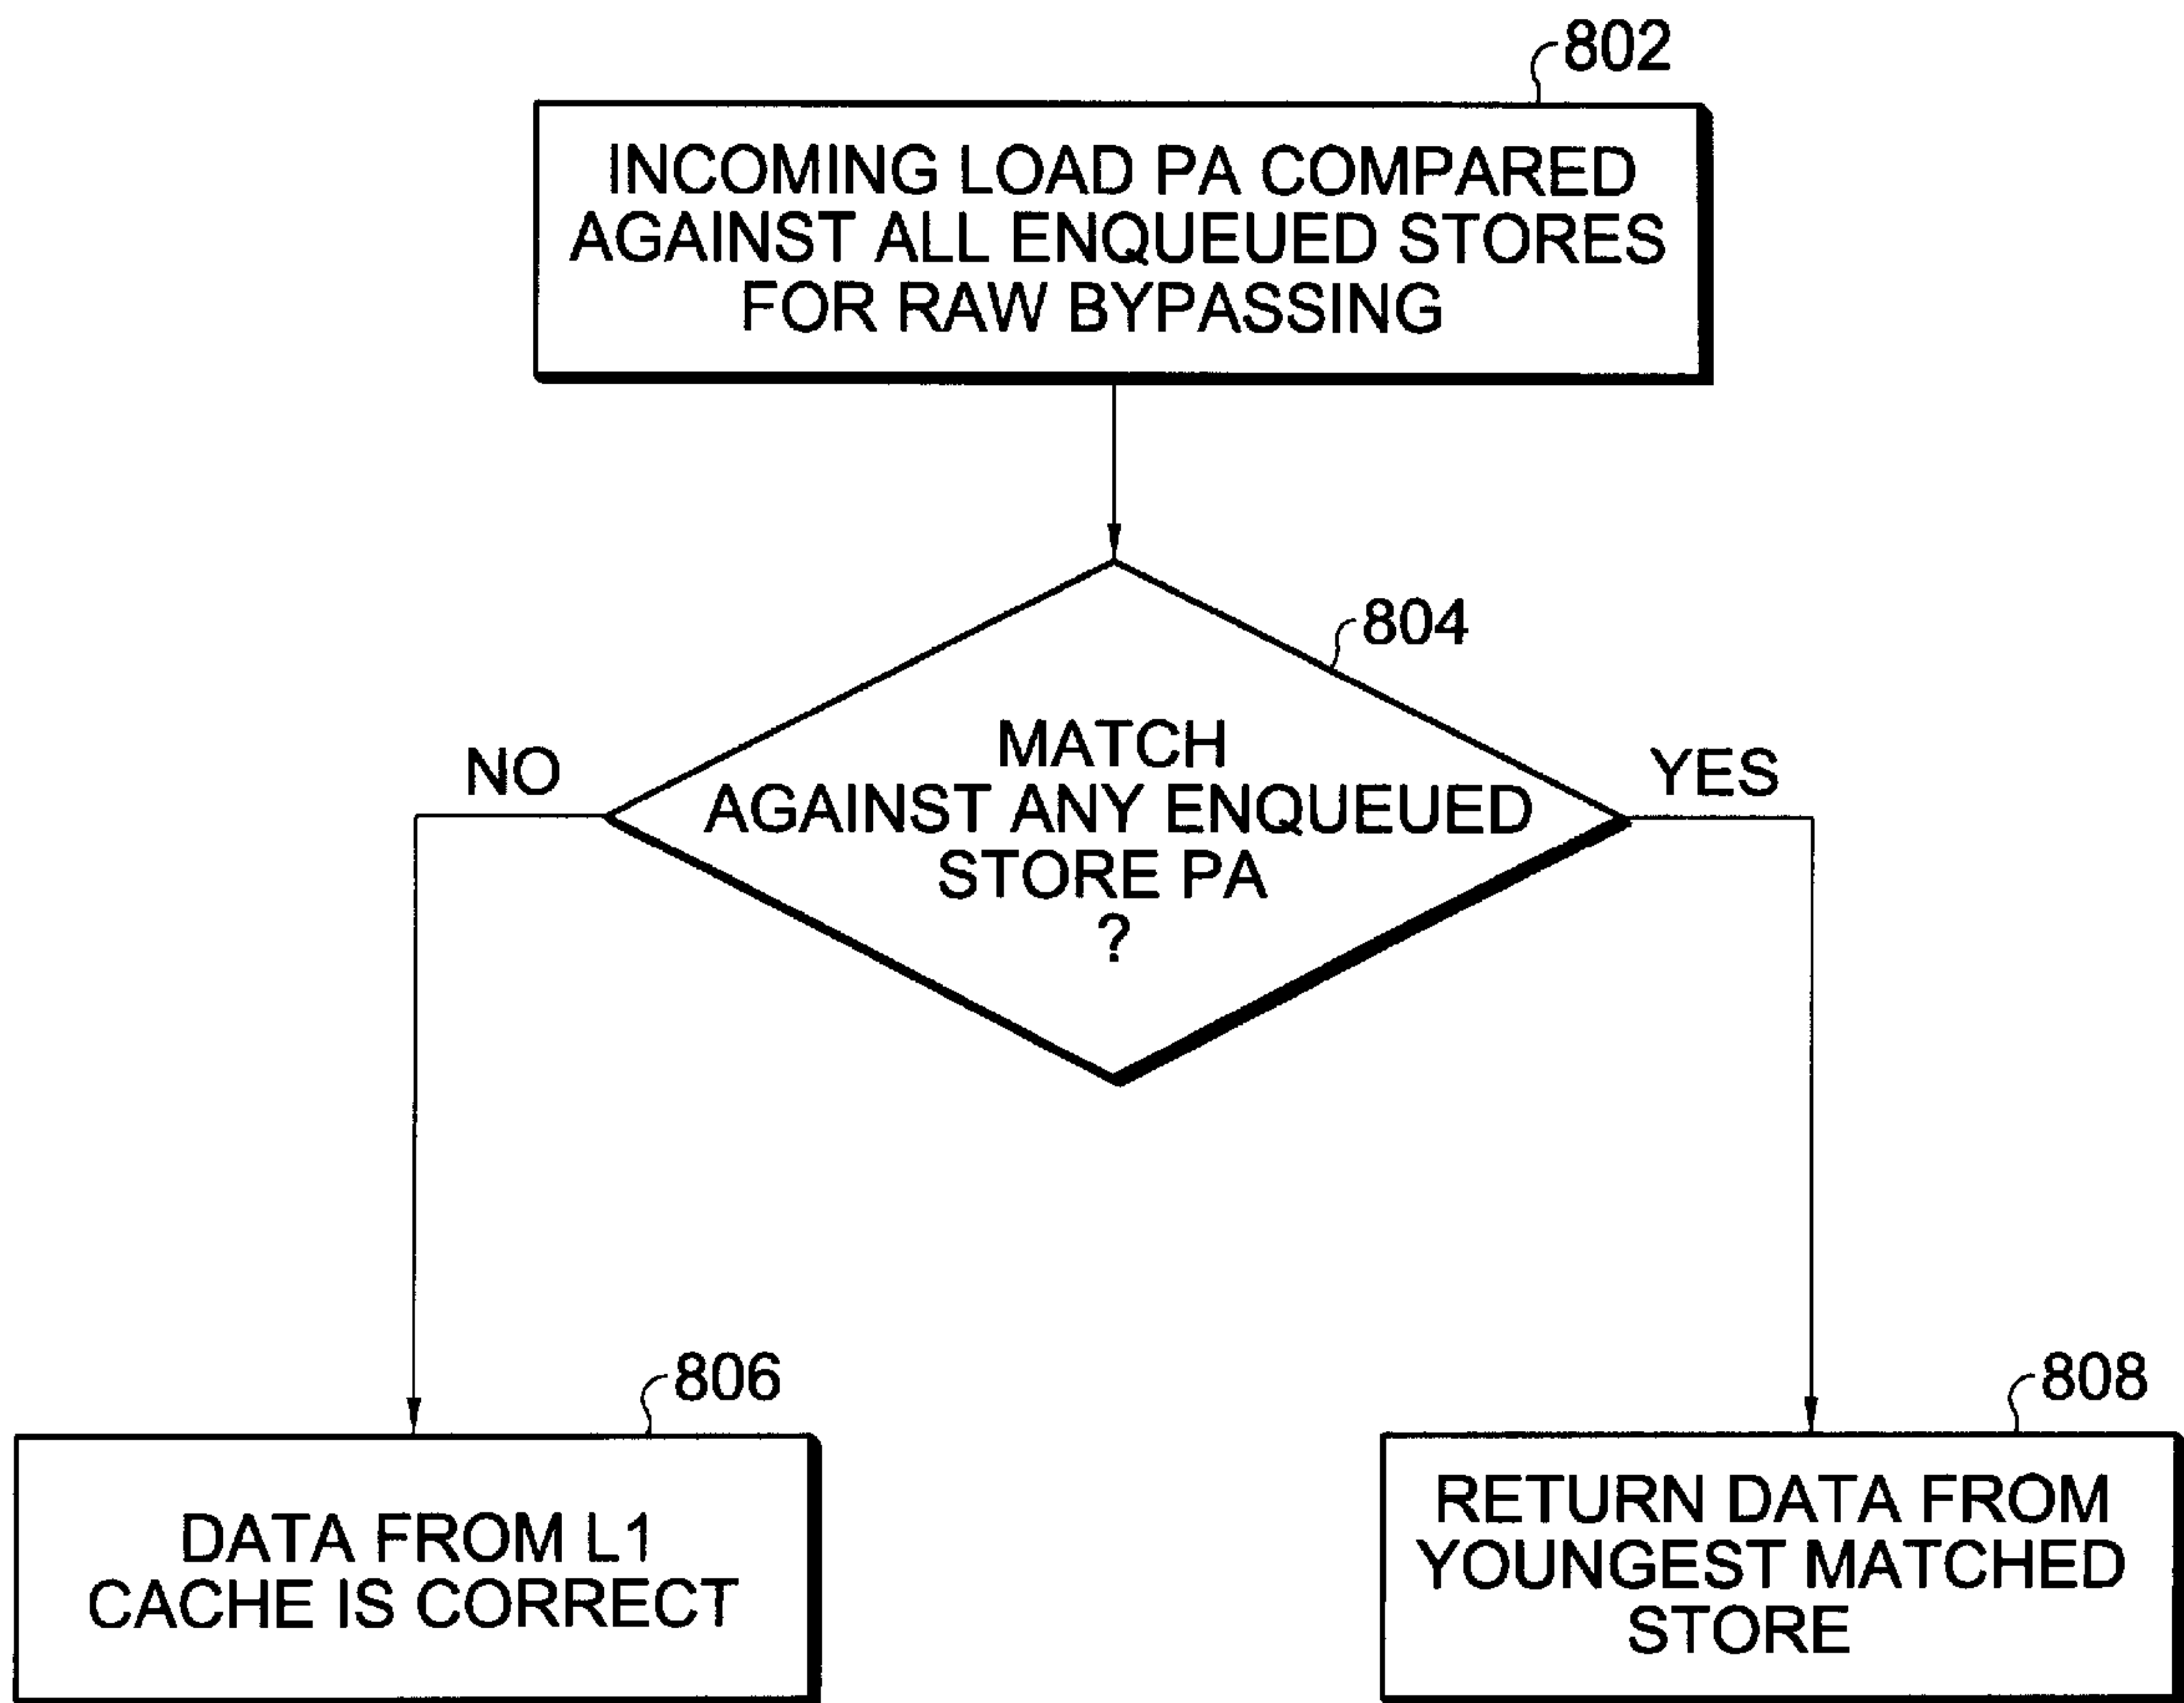 802
INCOMING LOAD PA COMPARED
AGAINST ALL ENQUEUED STORES
FOR RAW BYPASSING
804
MATCH
AGAINST ANY ENQUEUED
STORE PA
?
NO
YES
806
DATA FROM L1
CACHE IS CORRECT
808
RETURN DATA FROM
YOUNGEST MATCHED
STORE